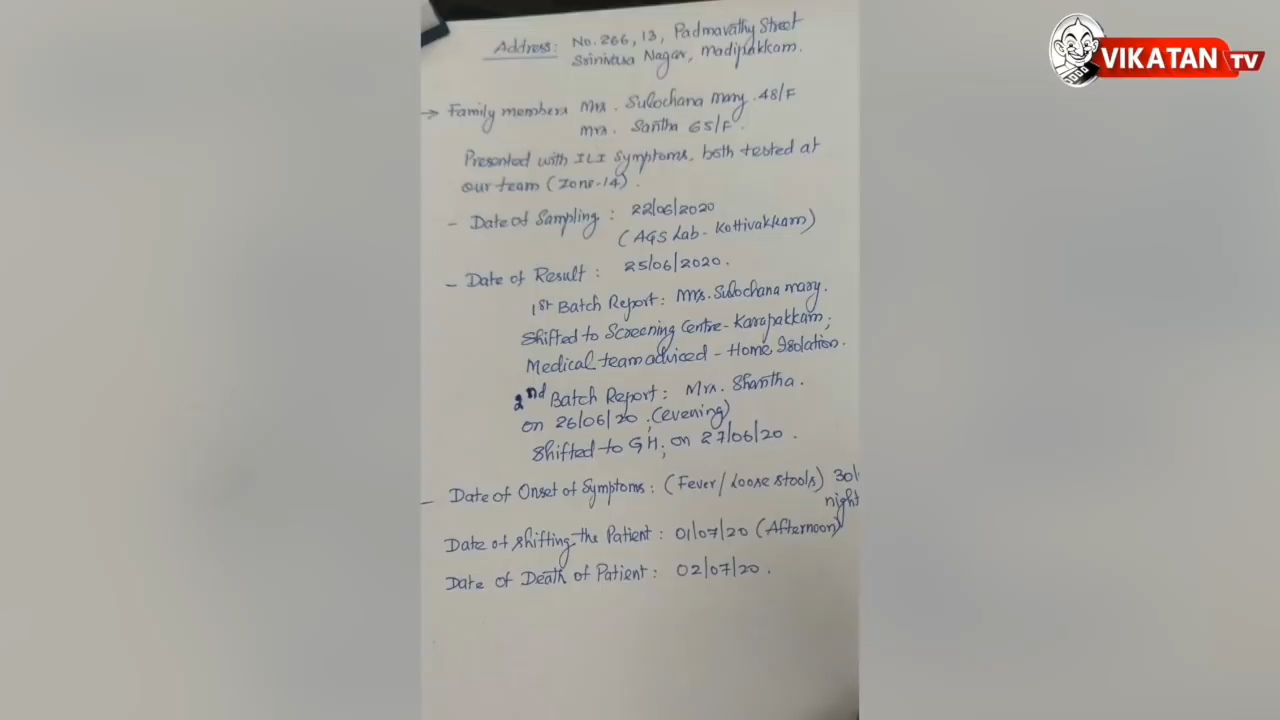 VIKATAN TV
Address: No. 266, 13, Padmavathy Street
Srinivasa Nagar, Madipakkam.
→ Family members Mrs. Sulochana Mary 48/F
Mrs. Santha 65/F.
Presented with ILI Symptoms, both tested at
our team (Zone-14).
- Date of Sampling : 22/06/2020
(AGS Lab - Kottivakkam)
- Date of Result : 25/06/2020.
1st Batch Report : Mrs. Sulochana mary.
Shifted to Screening Centre - Karapakkam;
Medical team adviced - Home Isolation.
2nd Batch Report : Mrs. Shantha.
on 26/06/20 (evening)
Shifted to GH; on 27/06/20.
- Date of Onset of Symptoms : (Fever / Loose stools) 30
night
Date of shifting the Patient : 01/07/20 (Afternoon)
Date of Death of Patient : 02/07/20.